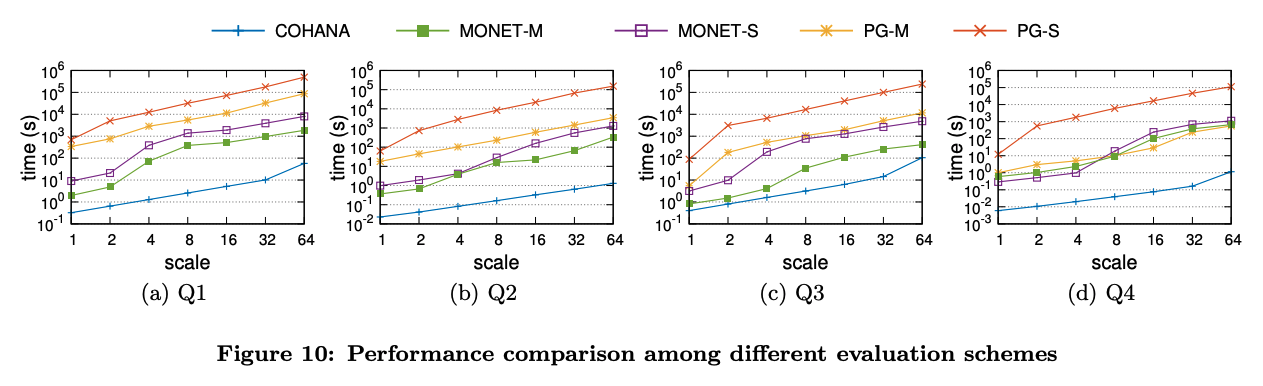 COHANA MONET-M MONET-S PG-M PG-S
time (s)
10^6
10^5
10^4
10^3
10^2
10^1
10^0
10^-1
1 2 4 8 16 32 64
scale
(a) Q1
time (s)
10^6
10^5
10^4
10^3
10^2
10^1
10^0
10^-1
10^-2
1 2 4 8 16 32 64
scale
(b) Q2
time (s)
10^6
10^5
10^4
10^3
10^2
10^1
10^0
10^-1
1 2 4 8 16 32 64
scale
(c) Q3
time (s)
10^6
10^5
10^4
10^3
10^2
10^1
10^0
10^-1
10^-2
10^-3
1 2 4 8 16 32 64
scale
(d) Q4
Figure 10: Performance comparison among different evaluation schemes